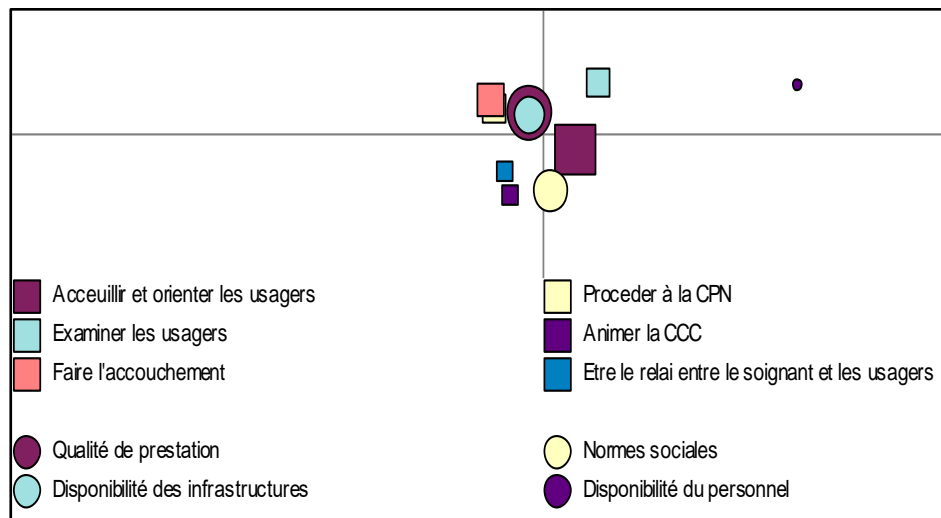 Acceuillir et orienter les usagers
Proceder à la CPN
Examiner les usagers
Animer la CCC
Faire l'accouchement
Etre le relai entre le soignant et les usagers
Qualité de prestation
Normes sociales
Disponibilité des infrastructures
Disponibilité du personnel